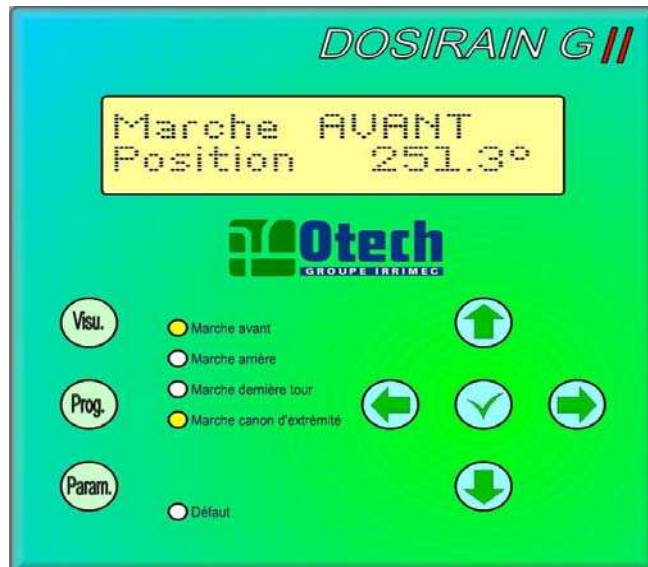 DOSIRAIN G II
Marche AVANT
Position 251.3°
Otech
GROUPE IRRIMEC
Visu.
Marche avant
Marche arrière
Prog.
Marche dernière tour
Marche canon d'extrémité
Param.
Défaut